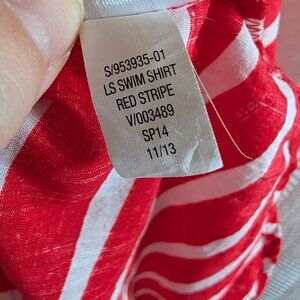 S/953935-01
LS SWIM SHIRT
RED STRIPE
V/003489
SP14
11/13